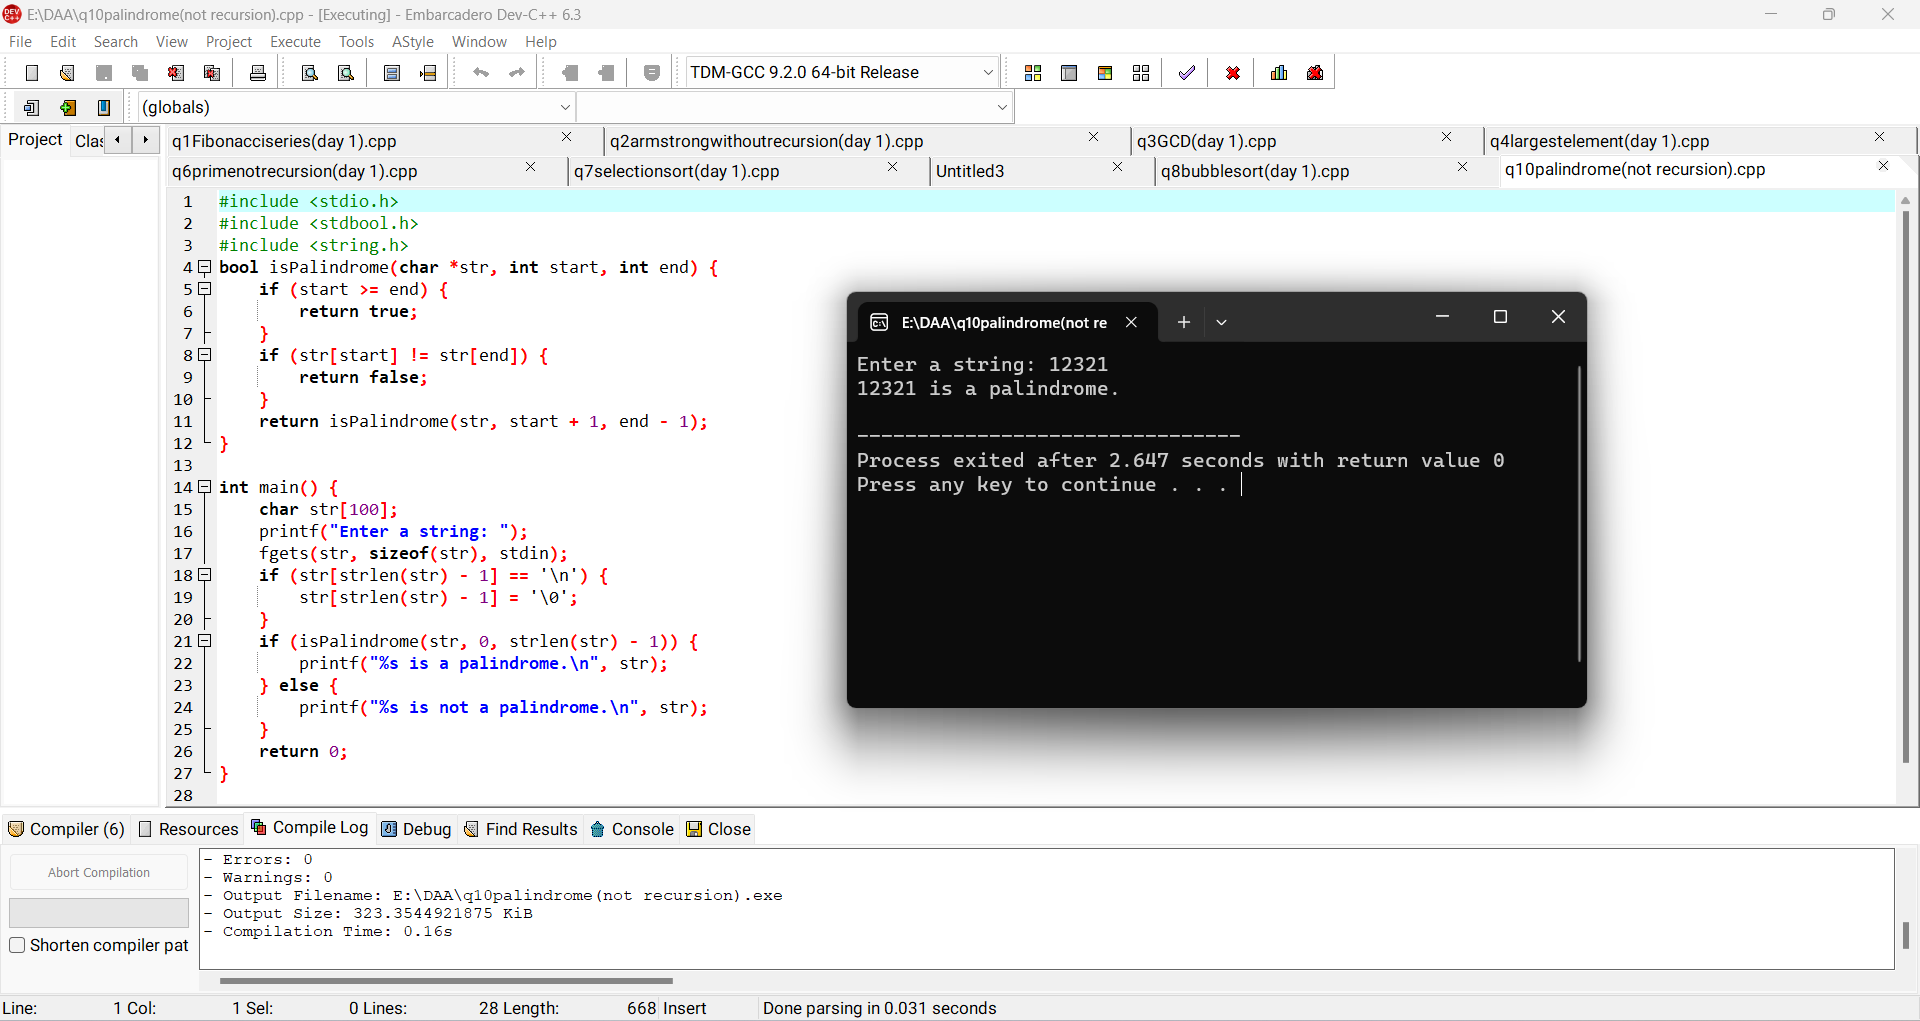 E:\DAA\q10palindrome(not recursion).cpp - [Executing] - Embarcadero Dev-C++ 6.3
File Edit Search View Project Execute Tools AStyle Window Help
TDM-GCC 9.2.0 64-bit Release
(globals)
Project Clas
q1Fibonacciseries(day 1).cpp q2armstrongwithoutrecursion(day 1).cpp q3GCD(day 1).cpp q4largestelement(day 1).cpp
q6primenotrecursion(day 1).cpp q7selectionsort(day 1).cpp Untitled3 q8bubblesort(day 1).cpp q10palindrome(not recursion).cpp
1 #include <stdio.h>
2 #include <stdbool.h>
3 #include <string.h>
4 bool isPalindrome(char *str, int start, int end) {
5 if (start >= end) {
6 return true;
7 }
8 if (str[start] != str[end]) {
9 return false;
10 }
11 return isPalindrome(str, start + 1, end - 1);
12 }
13
14 int main() {
15 char str[100];
16 printf("Enter a string: ");
17 fgets(str, sizeof(str), stdin);
18 if (str[strlen(str) - 1] == '\n') {
19 str[strlen(str) - 1] = '\0';
20 }
21 if (isPalindrome(str, 0, strlen(str) - 1)) {
22 printf("%s is a palindrome.\n", str);
23 } else {
24 printf("%s is not a palindrome.\n", str);
25 }
26 return 0;
27 }
28
E:\DAA\q10palindrome(not re
Enter a string: 12321
12321 is a palindrome.
--------------------------------
Process exited after 2.647 seconds with return value 0
Press any key to continue . . .
Compiler (6) Resources Compile Log Debug Find Results Console Close
Abort Compilation
Shorten compiler pat
- Errors: 0
- Warnings: 0
- Output Filename: E:\DAA\q10palindrome(not recursion).exe
- Output Size: 323.3544921875 KiB
- Compilation Time: 0.16s
Line: 1 Col: 1 Sel: 0 Lines: 28 Length: 668 Insert Done parsing in 0.031 seconds